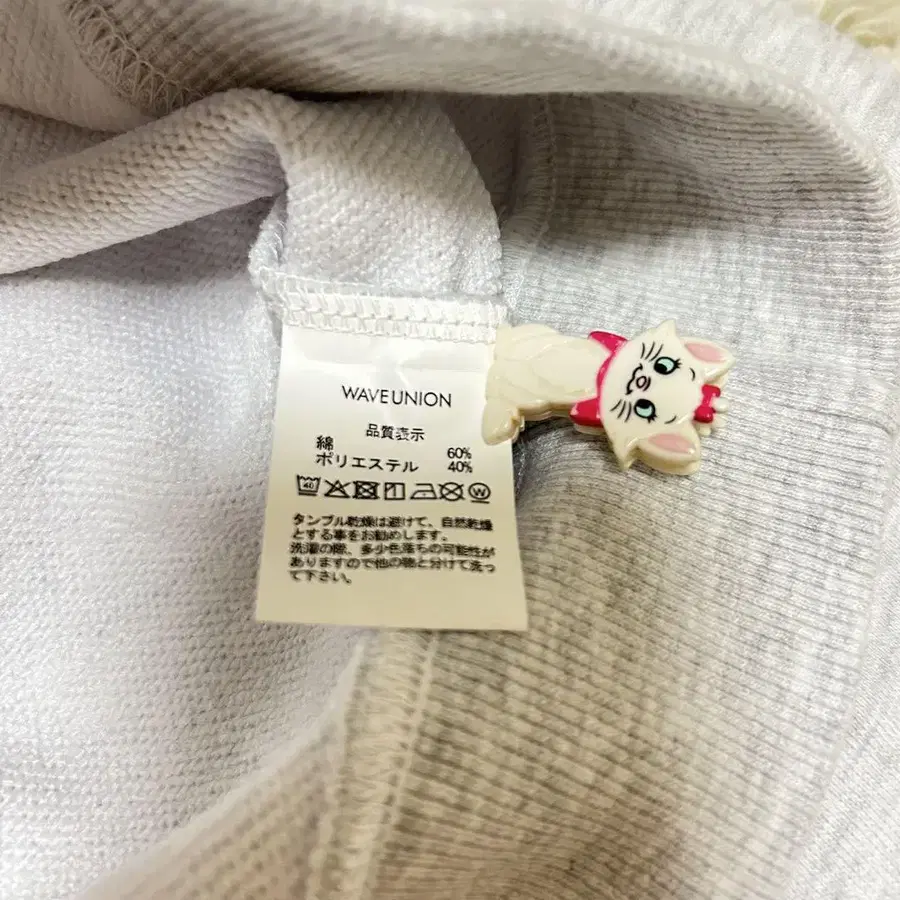 WAVEUNION
品質表示
綿 60%
ポリエステル 40%
40
W
タンブル乾燥は避けて、自然乾燥
とする事をお勧めします。
洗濯の際、多少色落ちの可能性が
ありますので他の物と分けて洗っ
て下さい。